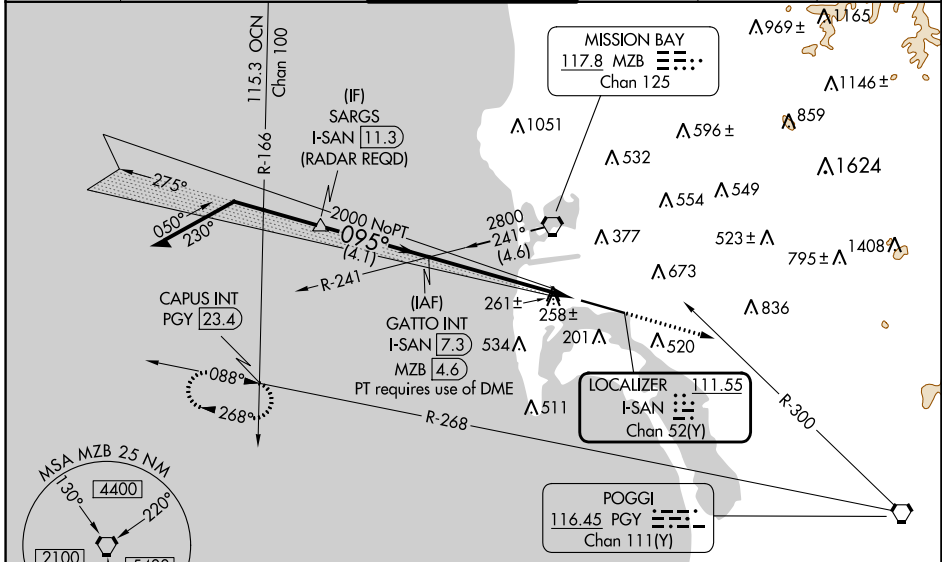 115.3 OCN
Chan 100
R-166
(IF)
SARGS
I-SAN 11.3
(RADAR REQD)
MISSION BAY
117.8 MZB
Chan 125
969±
1165
1146±
859
1051
596±
532
1624
554
549
377
523±
795±
1408
673
836
275°
050°
230°
2000 NoPT
095°
(4.1)
2800
241°
(4.6)
R-241
CAPUS INT
PGY 23.4
(IAF)
GATTO INT
I-SAN 7.3
MZB 4.6
PT requires use of DME
261±
258±
534
201
520
511
088°
268°
R-268
LOCALIZER 111.55
I-SAN
Chan 52(Y)
R-300
POGGI
116.45 PGY
Chan 111(Y)
MSA MZB 25 NM
130°
4400
220°
2100